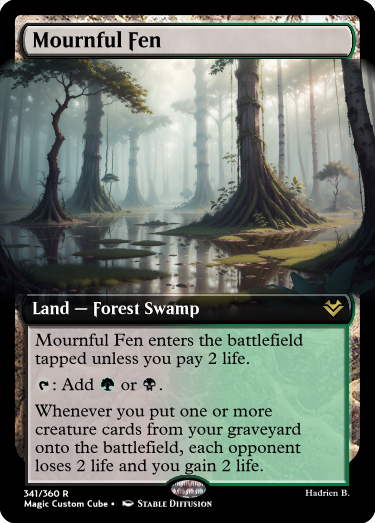 Mournful Fen
Land — Forest Swamp
Mournful Fen enters the battlefield
tapped unless you pay 2 life.
: Add or .
Whenever you put one or more
creature cards from your graveyard
onto the battlefield, each opponent
loses 2 life and you gain 2 life.
341/360 R
Hadrien B.
Magic Custom Cube • Stable Diffusion